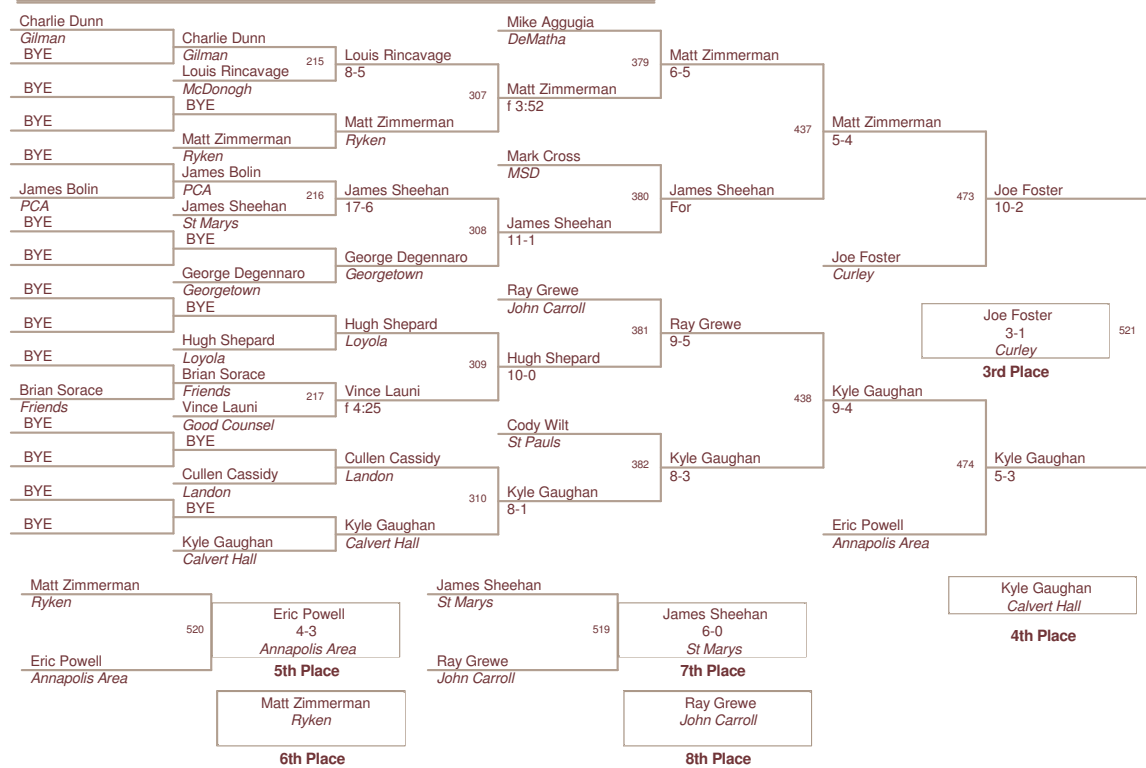 Charlie Dunn
Gilman
BYE
BYE
BYE
BYE
James Bolin
PCA
BYE
BYE
BYE
BYE
BYE
Brian Sorace
Friends
BYE
BYE
BYE
BYE
Charlie Dunn
Gilman
215
Louis Rincavage
McDonogh
BYE
Matt Zimmerman
Ryken
James Bolin
PCA
216
James Sheehan
St Marys
BYE
George Degennaro
Georgetown
BYE
Hugh Shepard
Loyola
Brian Sorace
Friends
217
Vince Launi
Good Counsel
BYE
Cullen Cassidy
Landon
BYE
Kyle Gaughan
Calvert Hall
Louis Rincavage
8-5
307
Matt Zimmerman
Ryken
James Sheehan
17-6
308
George Degennaro
Georgetown
Hugh Shepard
Loyola
309
Vince Launi
f 4:25
Cullen Cassidy
Landon
310
Kyle Gaughan
Calvert Hall
Mike Aggugia
DeMatha
379
Matt Zimmerman
f 3:52
Mark Cross
MSD
380
James Sheehan
11-1
Ray Grewe
John Carroll
381
Hugh Shepard
10-0
Cody Wilt
St Pauls
382
Kyle Gaughan
8-1
Matt Zimmerman
6-5
437
James Sheehan
For
Ray Grewe
9-5
438
Kyle Gaughan
8-3
Matt Zimmerman
5-4
473
Joe Foster
Curley
Kyle Gaughan
9-4
474
Eric Powell
Annapolis Area
Joe Foster
10-2
Joe Foster
3-1
Curley
521
3rd Place
Kyle Gaughan
5-3
Kyle Gaughan
Calvert Hall
4th Place
Matt Zimmerman
Ryken
520
Eric Powell
Annapolis Area
Eric Powell
4-3
Annapolis Area
5th Place
Matt Zimmerman
Ryken
6th Place
James Sheehan
St Marys
519
Ray Grewe
John Carroll
James Sheehan
6-0
St Marys
7th Place
Ray Grewe
John Carroll
8th Place